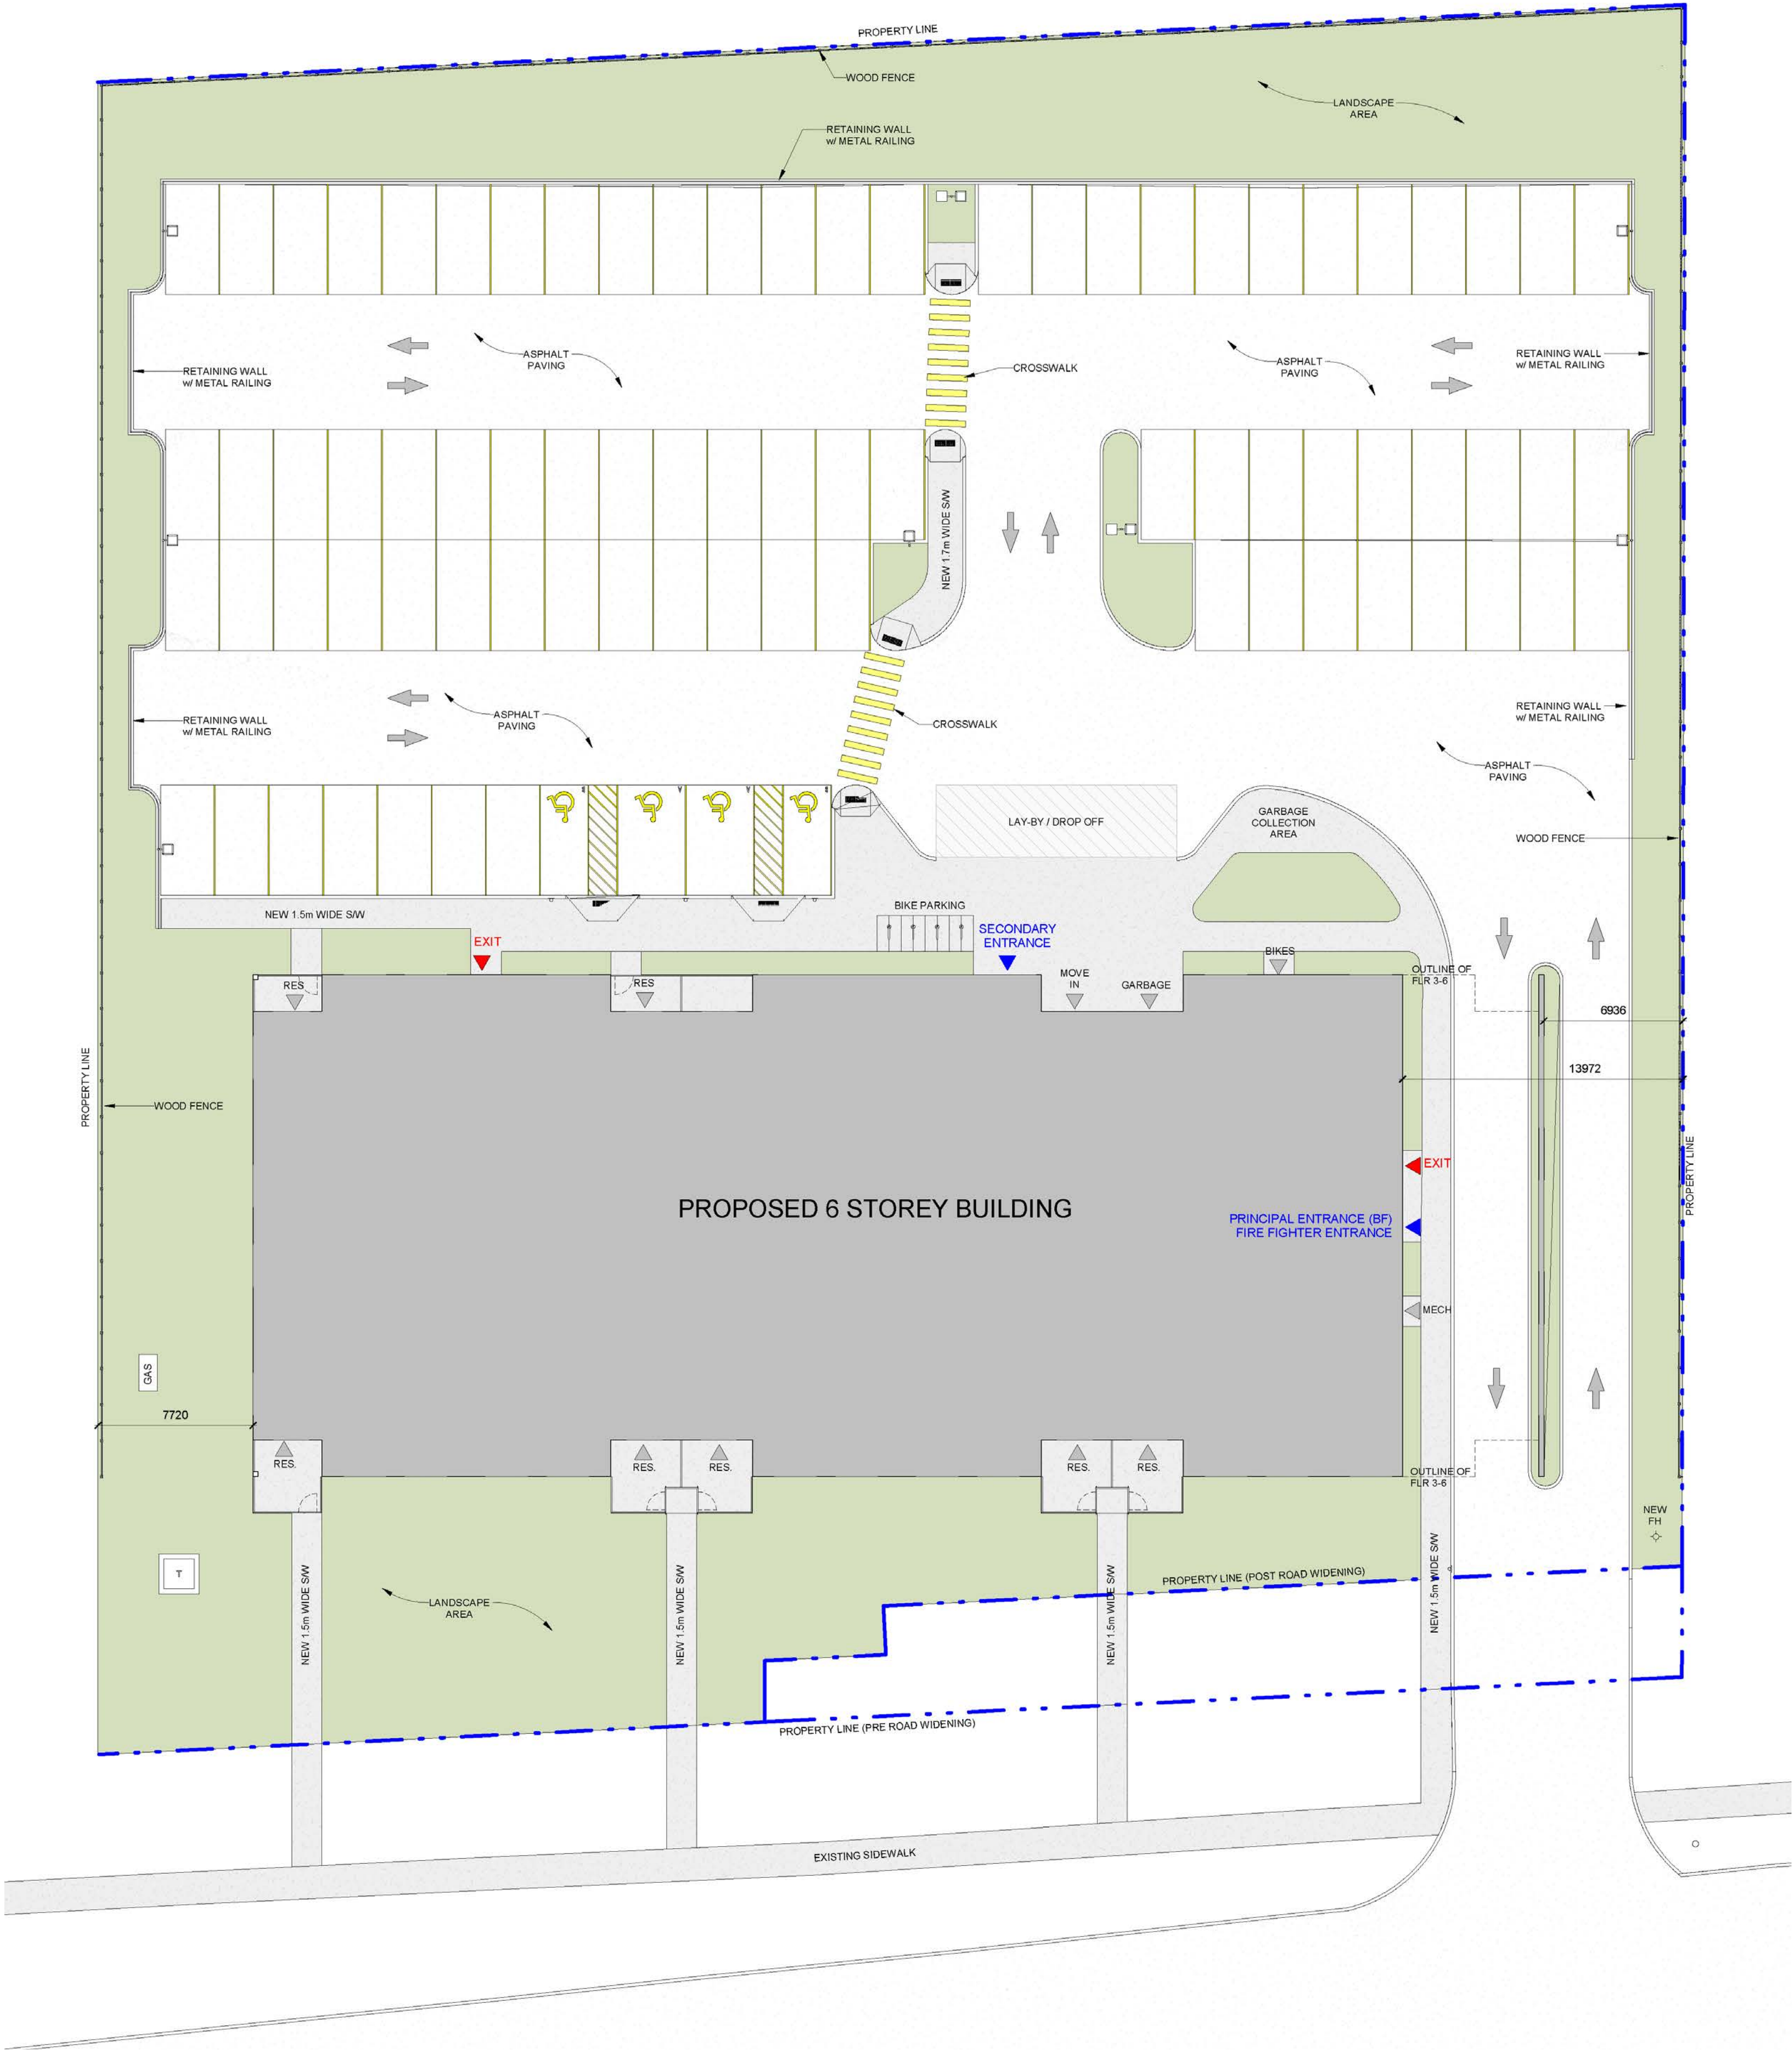 PROPERTY LINE
WOOD FENCE
LANDSCAPE
AREA
RETAINING WALL
w/ METAL RAILING
ASPHALT
PAVING
CROSSWALK
ASPHALT
PAVING
RETAINING WALL
w/ METAL RAILING
RETAINING WALL
w/ METAL RAILING
NEW 1.7m WIDE S/W
RETAINING WALL
w/ METAL RAILING
ASPHALT
PAVING
CROSSWALK
RETAINING WALL
w/ METAL RAILING
ASPHALT
PAVING
LAY-BY / DROP OFF
GARBAGE
COLLECTION
AREA
WOOD FENCE
NEW 1.5m WIDE S/W
BIKE PARKING
EXIT
SECONDARY
ENTRANCE
BIKES
RES
RES
MOVE
IN
GARBAGE
OUTLINE OF
FLR 3-6
6936
13972
PROPERTY LINE
WOOD FENCE
EXIT
PROPERTY LINE
PROPOSED 6 STOREY BUILDING
PRINCIPAL ENTRANCE (BF)
FIRE FIGHTER ENTRANCE
MECH
GAS
7720
RES.
RES.
RES.
RES.
RES.
OUTLINE OF
FLR 3-6
NEW
FH
T
NEW 1.5m WIDE S/W
NEW 1.5m WIDE S/W
NEW 1.5m WIDE S/W
NEW 1.5m WIDE S/W
LANDSCAPE
AREA
PROPERTY LINE (POST ROAD WIDENING)
PROPERTY LINE (PRE ROAD WIDENING)
EXISTING SIDEWALK